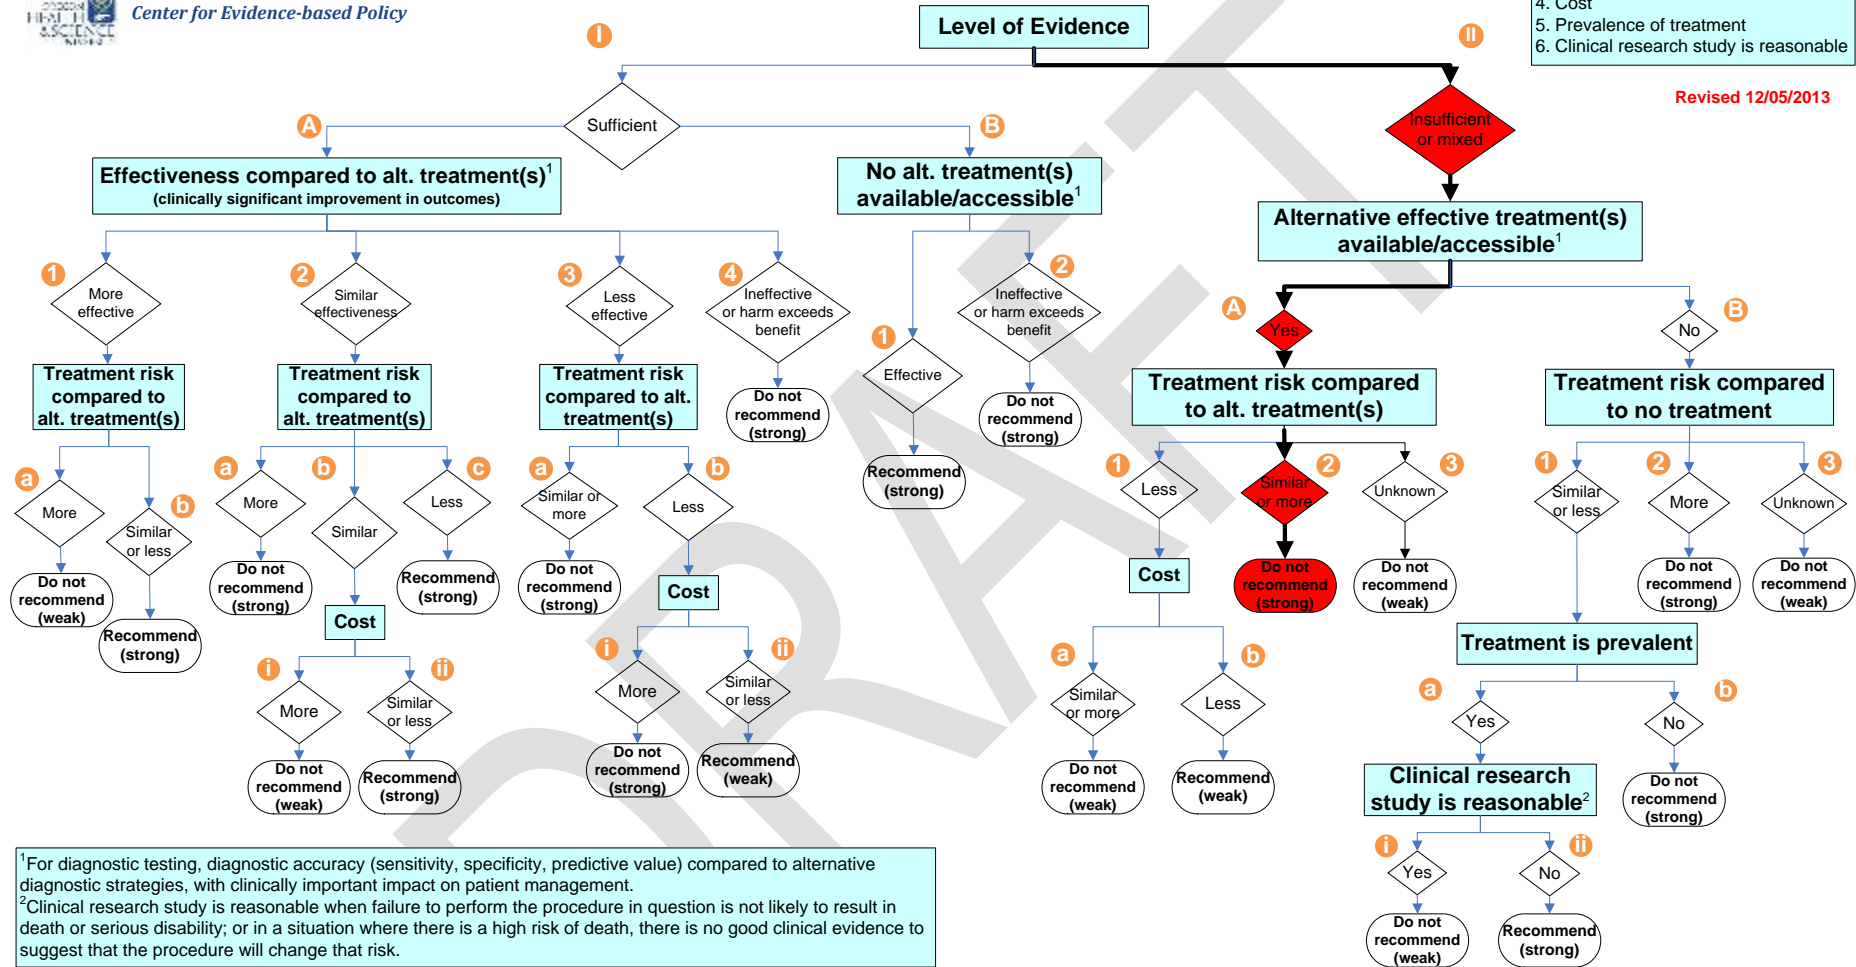 OREGON
HEALTH
&SCIENCE
UNIVERSITY
Center for Evidence-based Policy
4. Cost
5. Prevalence of treatment
6. Clinical research study is reasonable
Revised 12/05/2013
Level of Evidence
I
II
Sufficient
Insufficient
or mixed
A
B
Effectiveness compared to alt. treatment(s)1
(clinically significant improvement in outcomes)
No alt. treatment(s)
available/accessible1
Alternative effective treatment(s)
available/accessible1
1
More
effective
2
Similar
effectiveness
3
Less
effective
4
Ineffective
or harm exceeds
benefit
Do not
recommend
(strong)
1
Effective
Recommend
(strong)
2
Ineffective
or harm exceeds
benefit
Do not
recommend
(strong)
A
Yes
B
No
Treatment risk
compared to
alt. treatment(s)
Treatment risk
compared to
alt. treatment(s)
Treatment risk
compared to alt.
treatment(s)
Treatment risk compared
to alt. treatment(s)
Treatment risk compared
to no treatment
a
More
Do not
recommend
(weak)
b
Similar
or less
Recommend
(strong)
a
More
Do not
recommend
(strong)
b
Similar
c
Less
Recommend
(strong)
Cost
i
More
Do not
recommend
(weak)
ii
Similar
or less
Recommend
(strong)
a
Similar or
more
Do not
recommend
(strong)
b
Less
Cost
i
More
Do not
recommend
(strong)
ii
Similar
or less
Recommend
(weak)
1
Less
2
Similar
or more
Do not
recommend
(strong)
3
Unknown
Do not
recommend
(weak)
Cost
a
Similar
or more
Do not
recommend
(weak)
b
Less
Recommend
(weak)
1
Similar
or less
2
More
Do not
recommend
(strong)
3
Unknown
Do not
recommend
(weak)
Treatment is prevalent
a
Yes
b
No
Do not
recommend
(strong)
Clinical research
study is reasonable2
i
Yes
Do not
recommend
(weak)
ii
No
Recommend
(strong)
1For diagnostic testing, diagnostic accuracy (sensitivity, specificity, predictive value) compared to alternative
diagnostic strategies, with clinically important impact on patient management.
2Clinical research study is reasonable when failure to perform the procedure in question is not likely to result in
death or serious disability; or in a situation where there is a high risk of death, there is no good clinical evidence to
suggest that the procedure will change that risk.
DRAFT